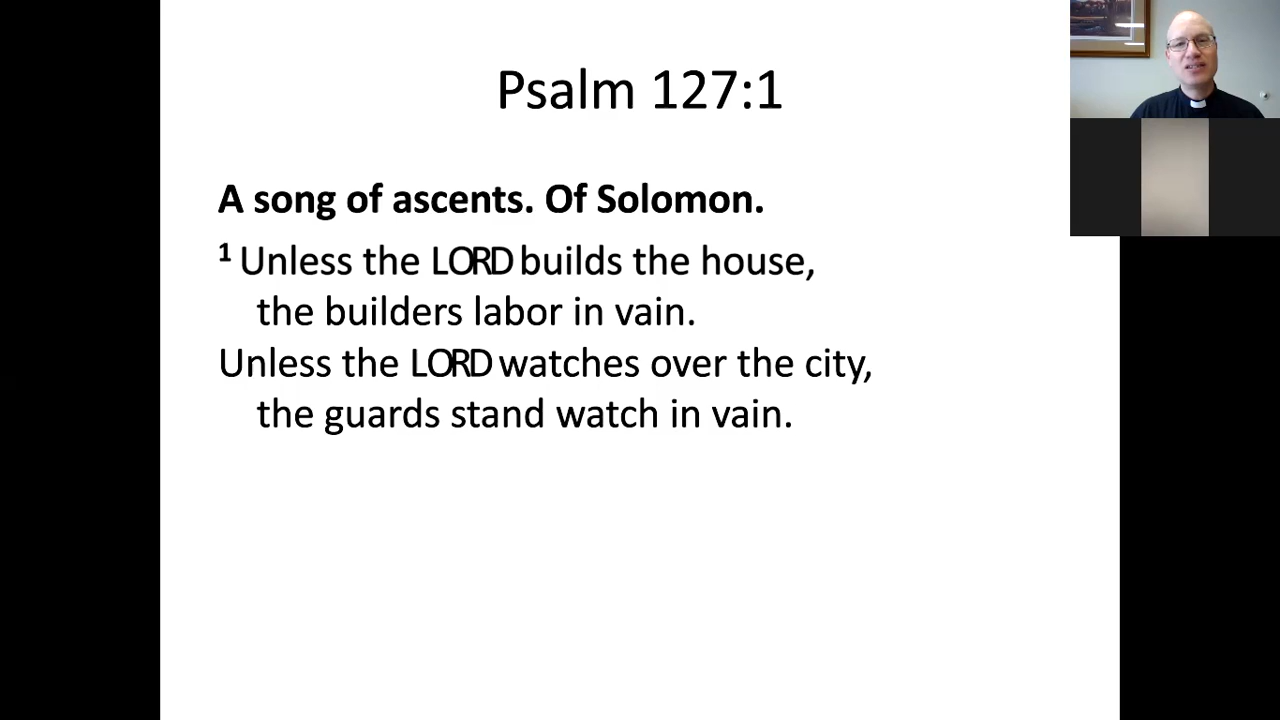 Psalm 127:1
A song of ascents. Of Solomon.
1 Unless the LORD builds the house,
the builders labor in vain.
Unless the LORD watches over the city,
the guards stand watch in vain.